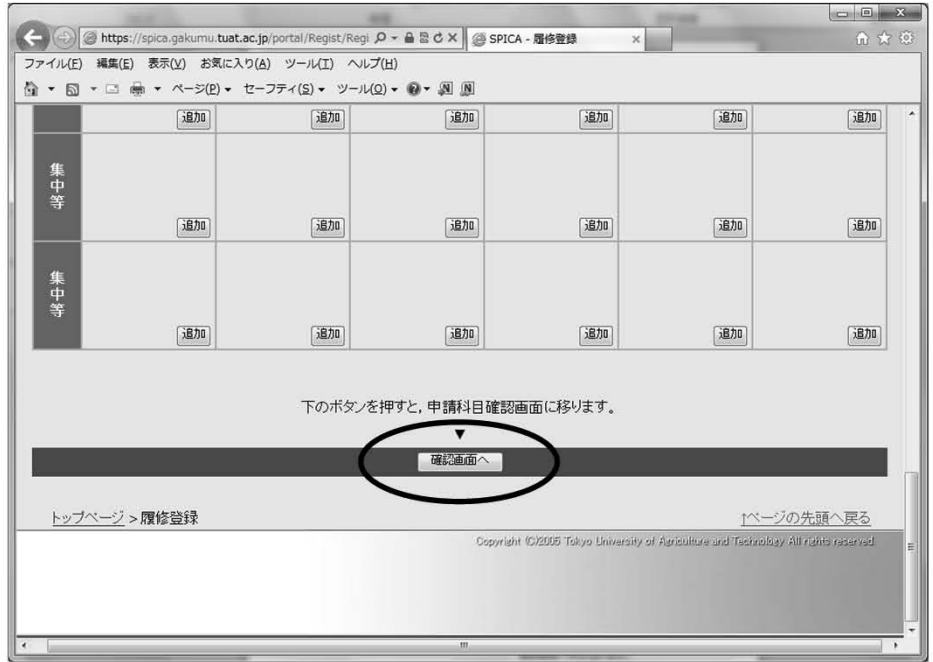 https://spica.gakumu.tuat.ac.jp/portal/Regist/Regi
SPICA - 履修登録
ファイル(F) 編集(E) 表示(V) お気に入り(A) ツール(T) ヘルプ(H)
ページ(P) セーフティ(S) ツール(O)
追加 追加 追加 追加 追加 追加
集中等
追加 追加 追加 追加 追加 追加
集中等
追加 追加 追加 追加 追加 追加
下のボタンを押すと, 申請科目確認画面に移ります。
▼
確認画面へ
トップページ > 履修登録
↑ページの先頭へ戻る
Copyright (C)2005 Tokyo University of Agriculture and Technology All rights reserved.